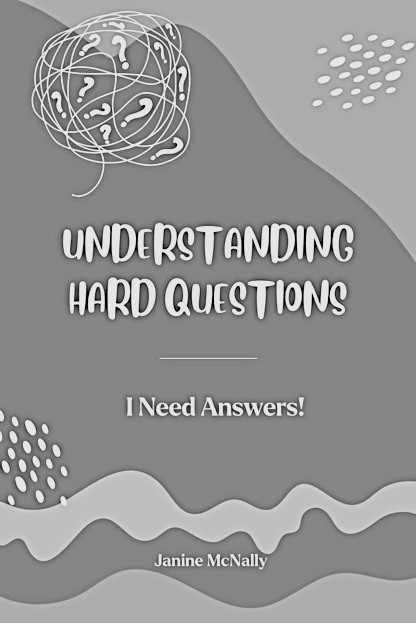 UNDERSTANDING
HARD QUESTIONS
I Need Answers!
Janine McNally